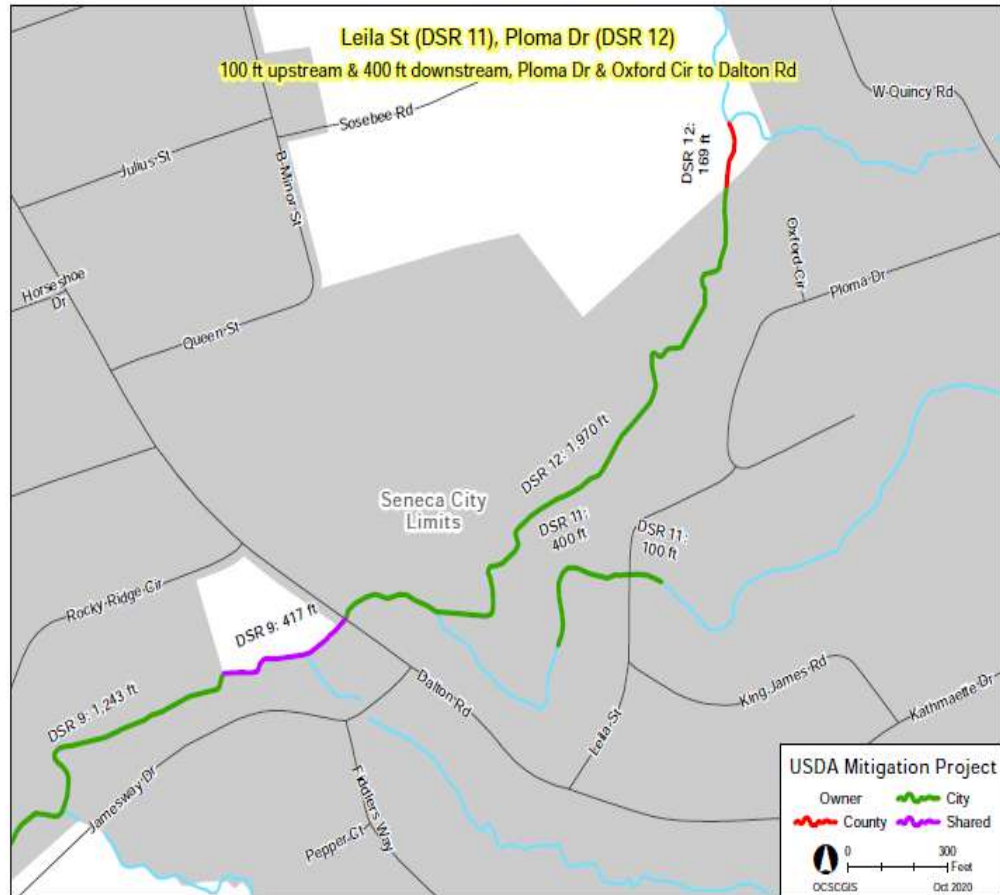 Leila St (DSR 11), Ploma Dr (DSR 12)
100 ft upstream & 400 ft downstream, Ploma Dr & Oxford Cir to Dalton Rd
W Quincy Rd
Sosebee Rd
Julius St
B-Minor St
DSR 12:
169 ft
Oxford Cir
Horseshoe
Dr
Ploma Dr
Queen St
DSR 12: 1,970 ft
Seneca City
Limits
DSR 11:
400 ft
DSR 11:
100 ft
Rocky Ridge Cir
DSR 9: 417 ft
DSR 9: 1,243 ft
Dalton Rd
King James Rd
Kathmaette Dr
Leila St
Jamesway Dr
Fiddlers Way
Pepper Ct
USDA Mitigation Project
Owner City
County Shared
0 300
Feet
OCSCGIS Oct 2020